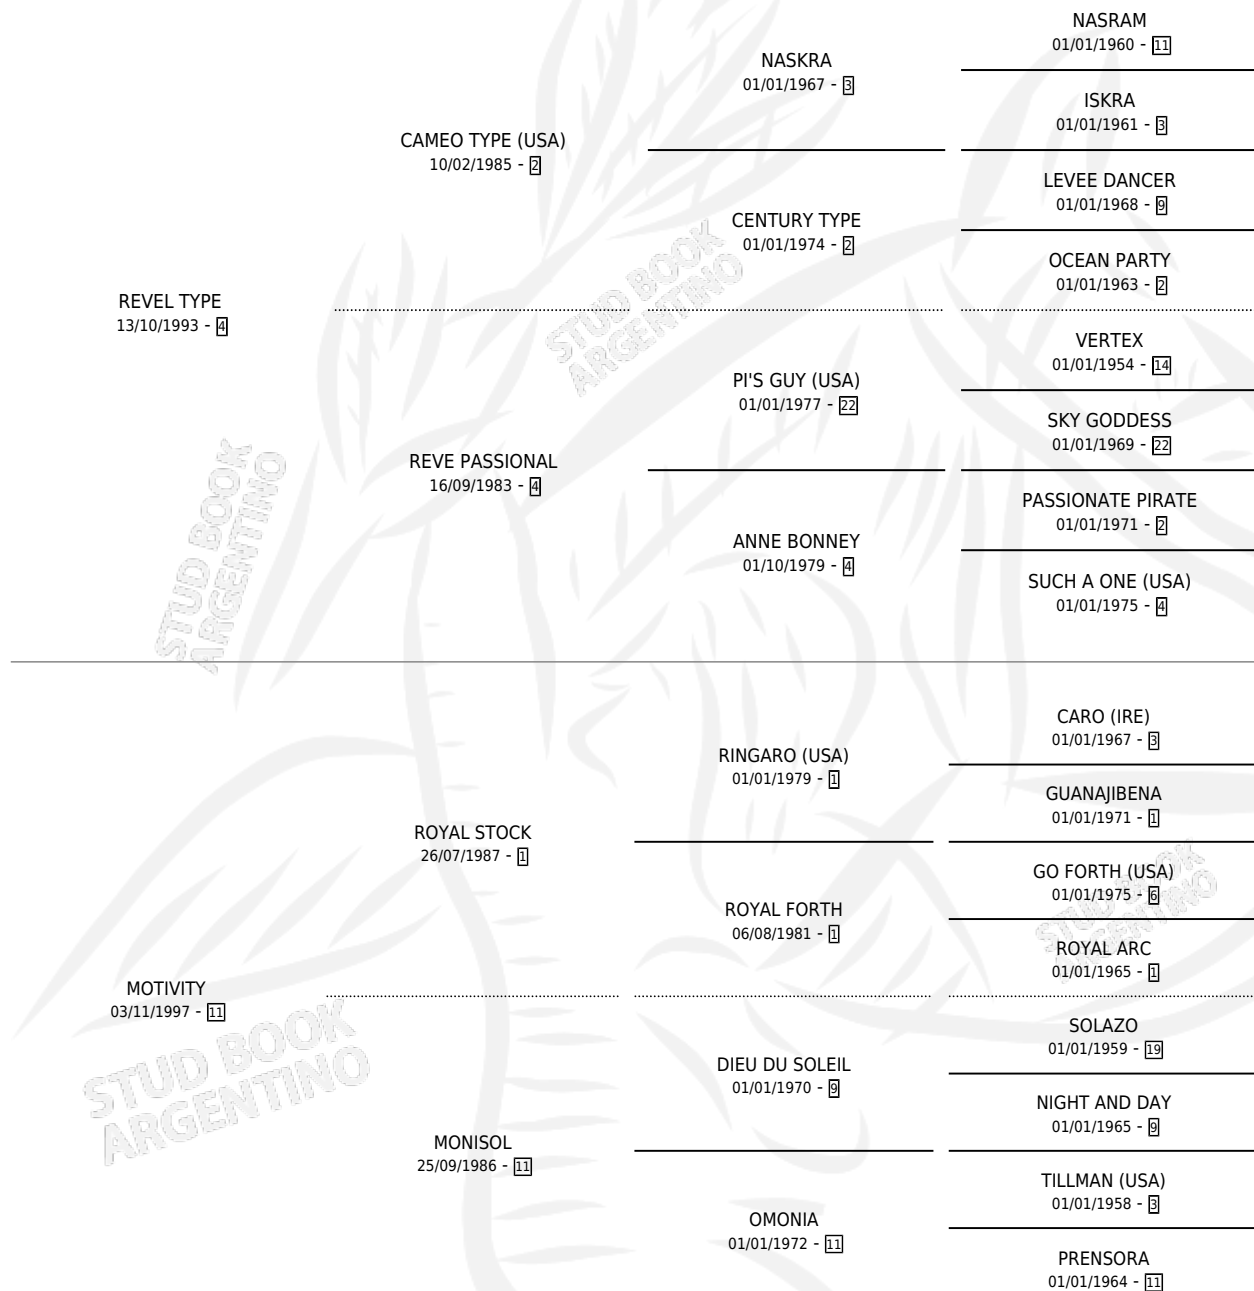 NASRAM
01/01/1960 - 11
NASKRA
01/01/1967 - 3
ISKRA
01/01/1961 - 3
CAMEO TYPE (USA)
10/02/1985 - 2
LEVEE DANCER
01/01/1968 - 9
CENTURY TYPE
01/01/1974 - 2
OCEAN PARTY
01/01/1963 - 2
REVEL TYPE
13/10/1993 - 4
VERTEX
01/01/1954 - 14
PI'S GUY (USA)
01/01/1977 - 22
SKY GODDESS
01/01/1969 - 22
REVE PASSIONAL
16/09/1983 - 4
PASSIONATE PIRATE
01/01/1971 - 2
ANNE BONNEY
01/10/1979 - 4
SUCH A ONE (USA)
01/01/1975 - 4
CARO (IRE)
01/01/1967 - 3
RINGARO (USA)
01/01/1979 - 1
GUANAJIBENA
01/01/1971 - 1
ROYAL STOCK
26/07/1987 - 1
GO FORTH (USA)
01/01/1975 - 6
ROYAL FORTH
06/08/1981 - 1
ROYAL ARC
01/01/1965 - 1
MOTIVITY
03/11/1997 - 11
SOLAZO
01/01/1959 - 19
DIEU DU SOLEIL
01/01/1970 - 9
NIGHT AND DAY
01/01/1965 - 9
MONISOL
25/09/1986 - 11
TILLMAN (USA)
01/01/1958 - 3
OMONIA
01/01/1972 - 11
PRENSORA
01/01/1964 - 11
STUD BOOK
ARGENTINO
STUD BOOK
ARGENTINO
STUD BOOK
ARGENTINO
STUD BOOK
ARGENTINO